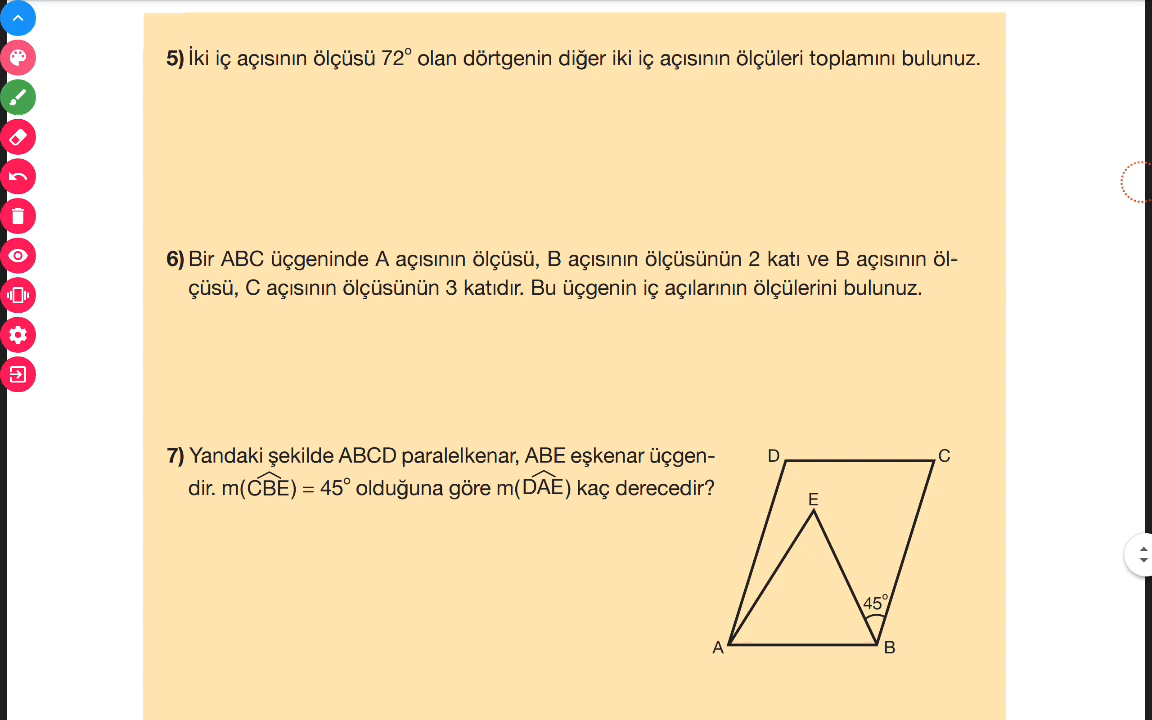 5) İki iç açısının ölçüsü 72° olan dörtgenin diğer iki iç açısının ölçüleri toplamını bulunuz.
6) Bir ABC üçgeninde A açısının ölçüsü, B açısının ölçüsünün 2 katı ve B açısının öl-
çüsü, C açısının ölçüsünün 3 katıdır. Bu üçgenin iç açılarının ölçülerini bulunuz.
7) Yandaki şekilde ABCD paralelkenar, ABE eşkenar üçgen-
dir. m(CBE) = 45° olduğuna göre m(DAE) kaç derecedir?
D
C
E
45°
A
B